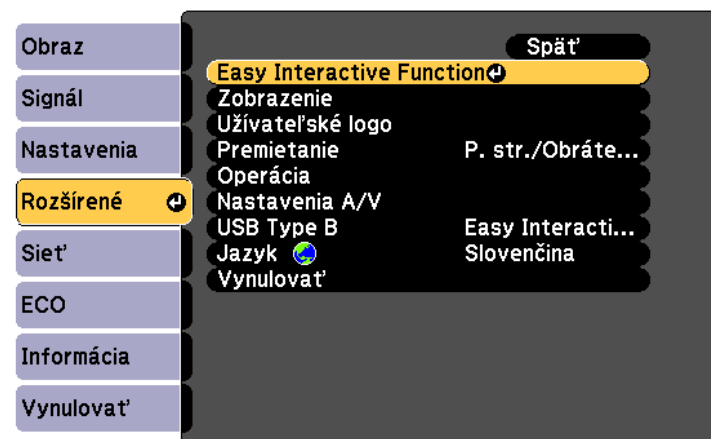 Obraz
Signál
Nastavenia
Rozšírené
Sieť
ECO
Informácia
Vynulovať
Späť
Easy Interactive Function
Zobrazenie
Užívateľské logo
Premietanie P. str./Obráte...
Operácia
Nastavenia A/V
USB Type B Easy Interacti...
Jazyk Slovenčina
Vynulovať